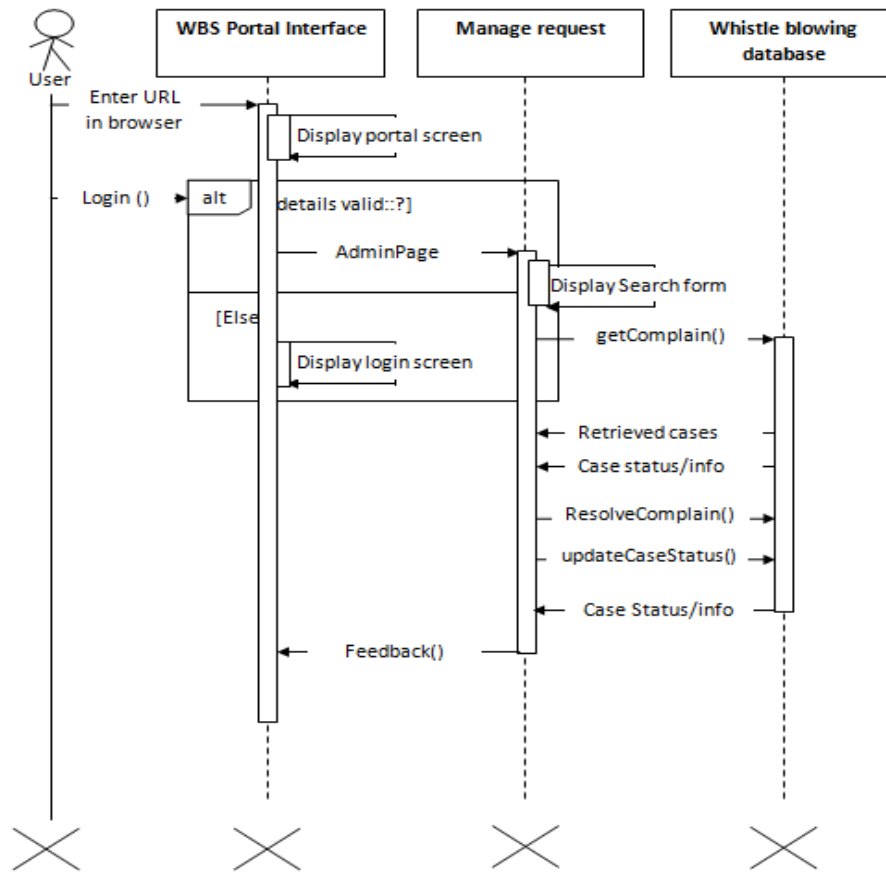 WBS Portal Interface
Manage request
Whistle blowing
database
User
Enter URL
in browser
Display portal screen
Login ()
alt
details valid::?]
AdminPage
Display Search form
[Else
getComplain()
Display login screen
Retrieved cases
Case status/info
ResolveComplain()
updateCaseStatus()
Case Status/info
Feedback()